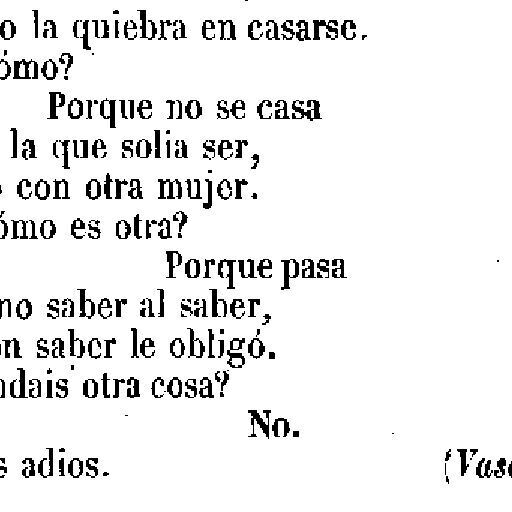 o la quiebra en casarse.
ómo?
Porque no se casa
la que solia ser,
con otra mujer.
ómo es otra?
Porque pasa
no saber al saber,
n saber le obligó.
ndais otra cosa?
No.
s adios. (Vas